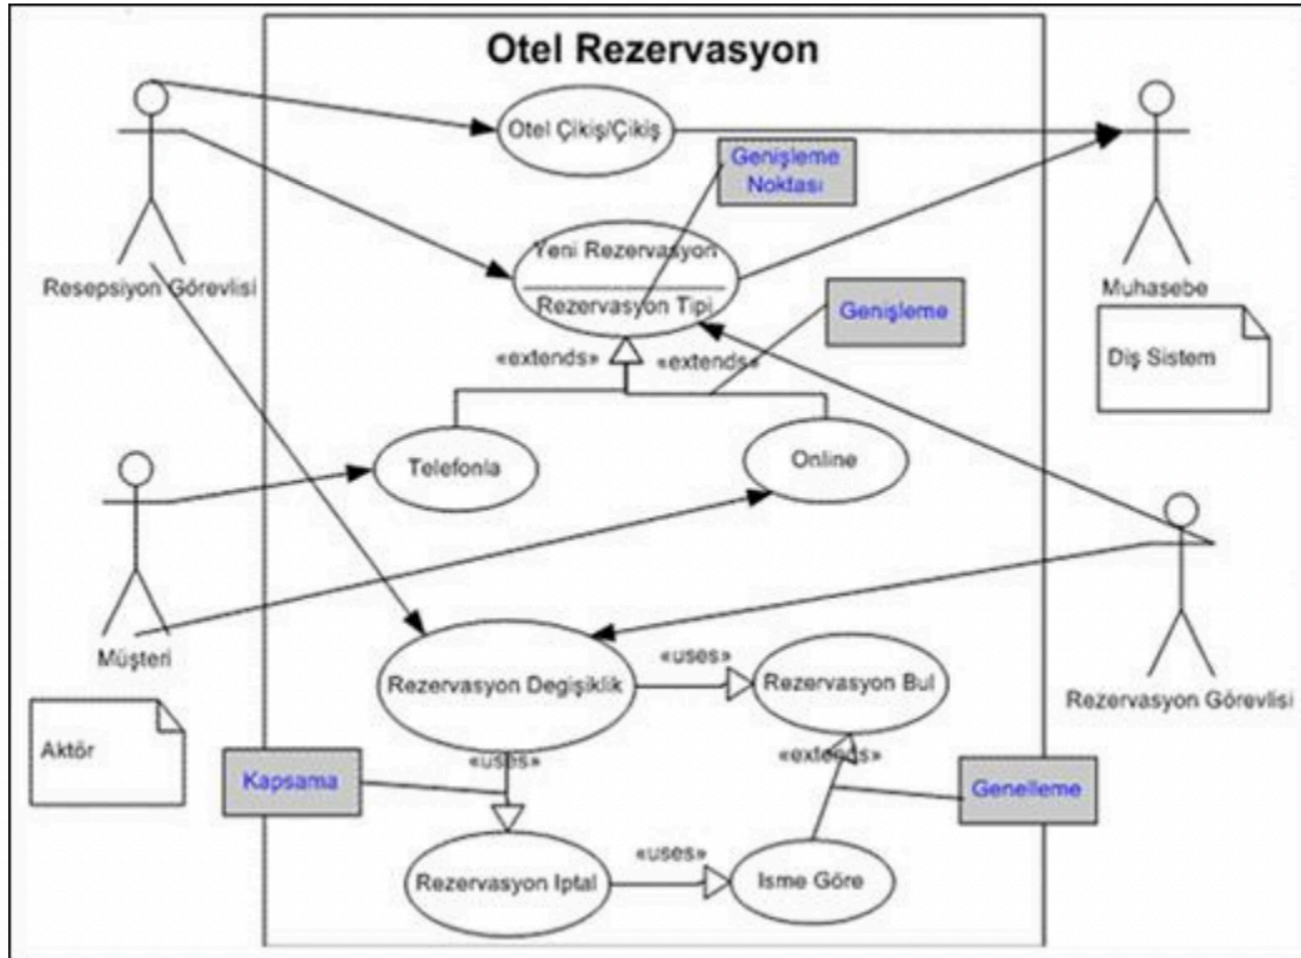 Otel Rezervasyon
Otel Çikiş/Çikiş
Genişleme
Noktası
Yeni Rezervasyon
Rezervasyon Tipi
Resepsiyon Görevlisi
Muhasebe
Genişleme
«extends»
«extends»
Diş Sistem
Telefonla
Online
Müşteri
Rezervasyon Degişiklik
«uses»
Rezervasyon Bul
Rezervasyon Görevlisi
Aktör
Kapsama
«uses»
«extends»
Genelleme
Rezervasyon Iptal
«uses»
Isme Göre